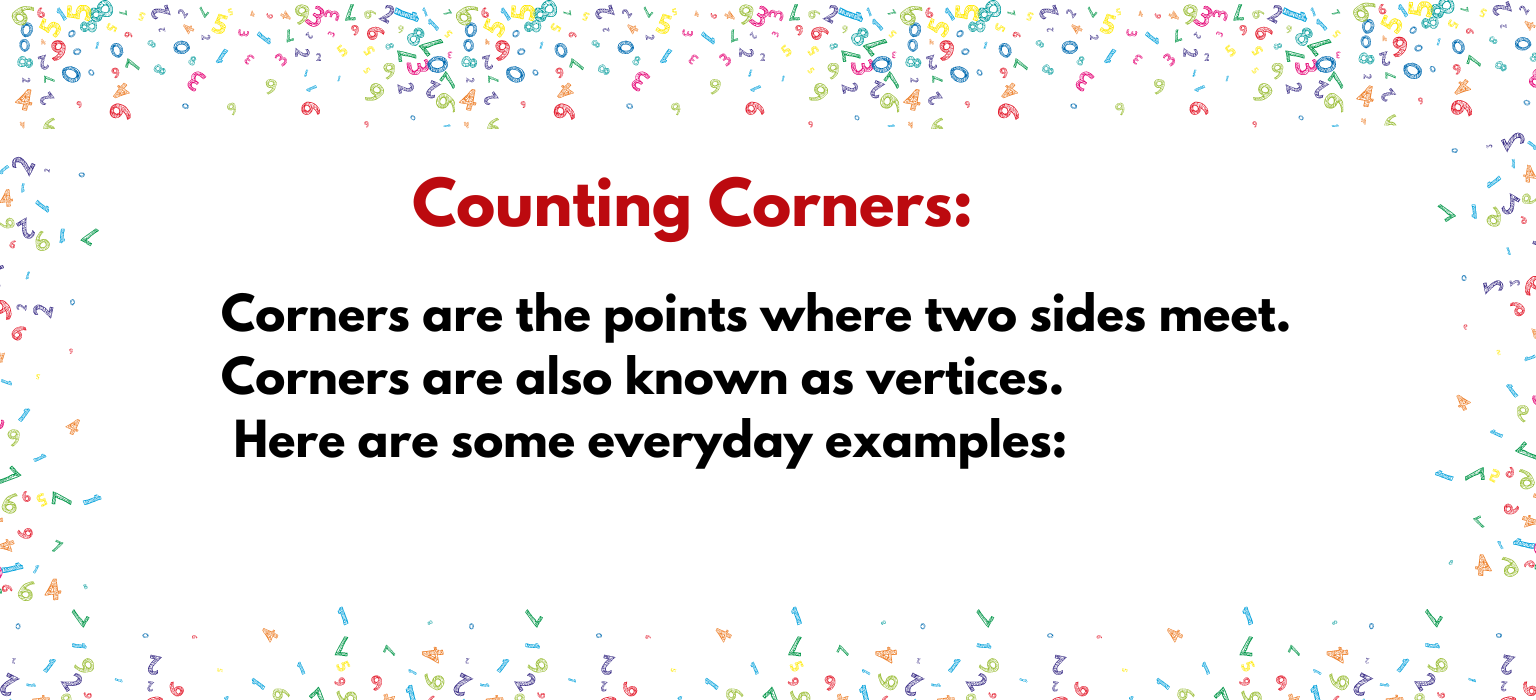 Counting Corners:
Corners are the points where two sides meet.
Corners are also known as vertices.
Here are some everyday examples: